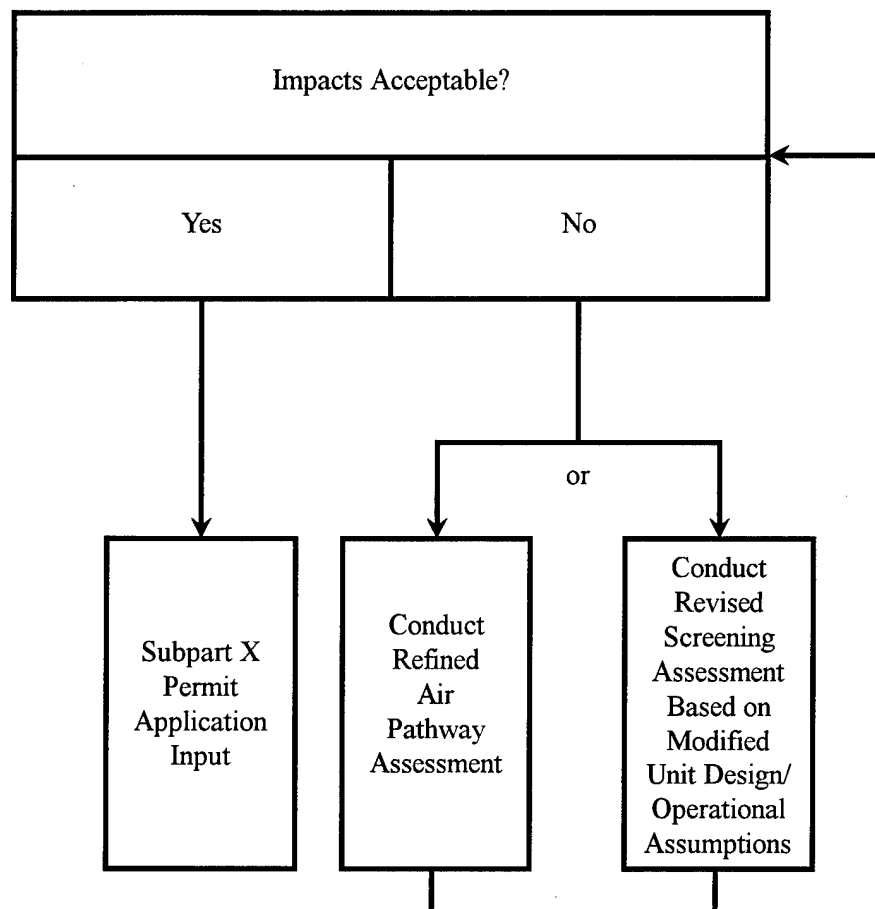 Impacts Acceptable?
Yes
No
or
Subpart X
Permit
Application
Input
Conduct
Refined
Air
Pathway
Assessment
Conduct
Revised
Screening
Assessment
Based on
Modified
Unit Design/
Operational
Assumptions